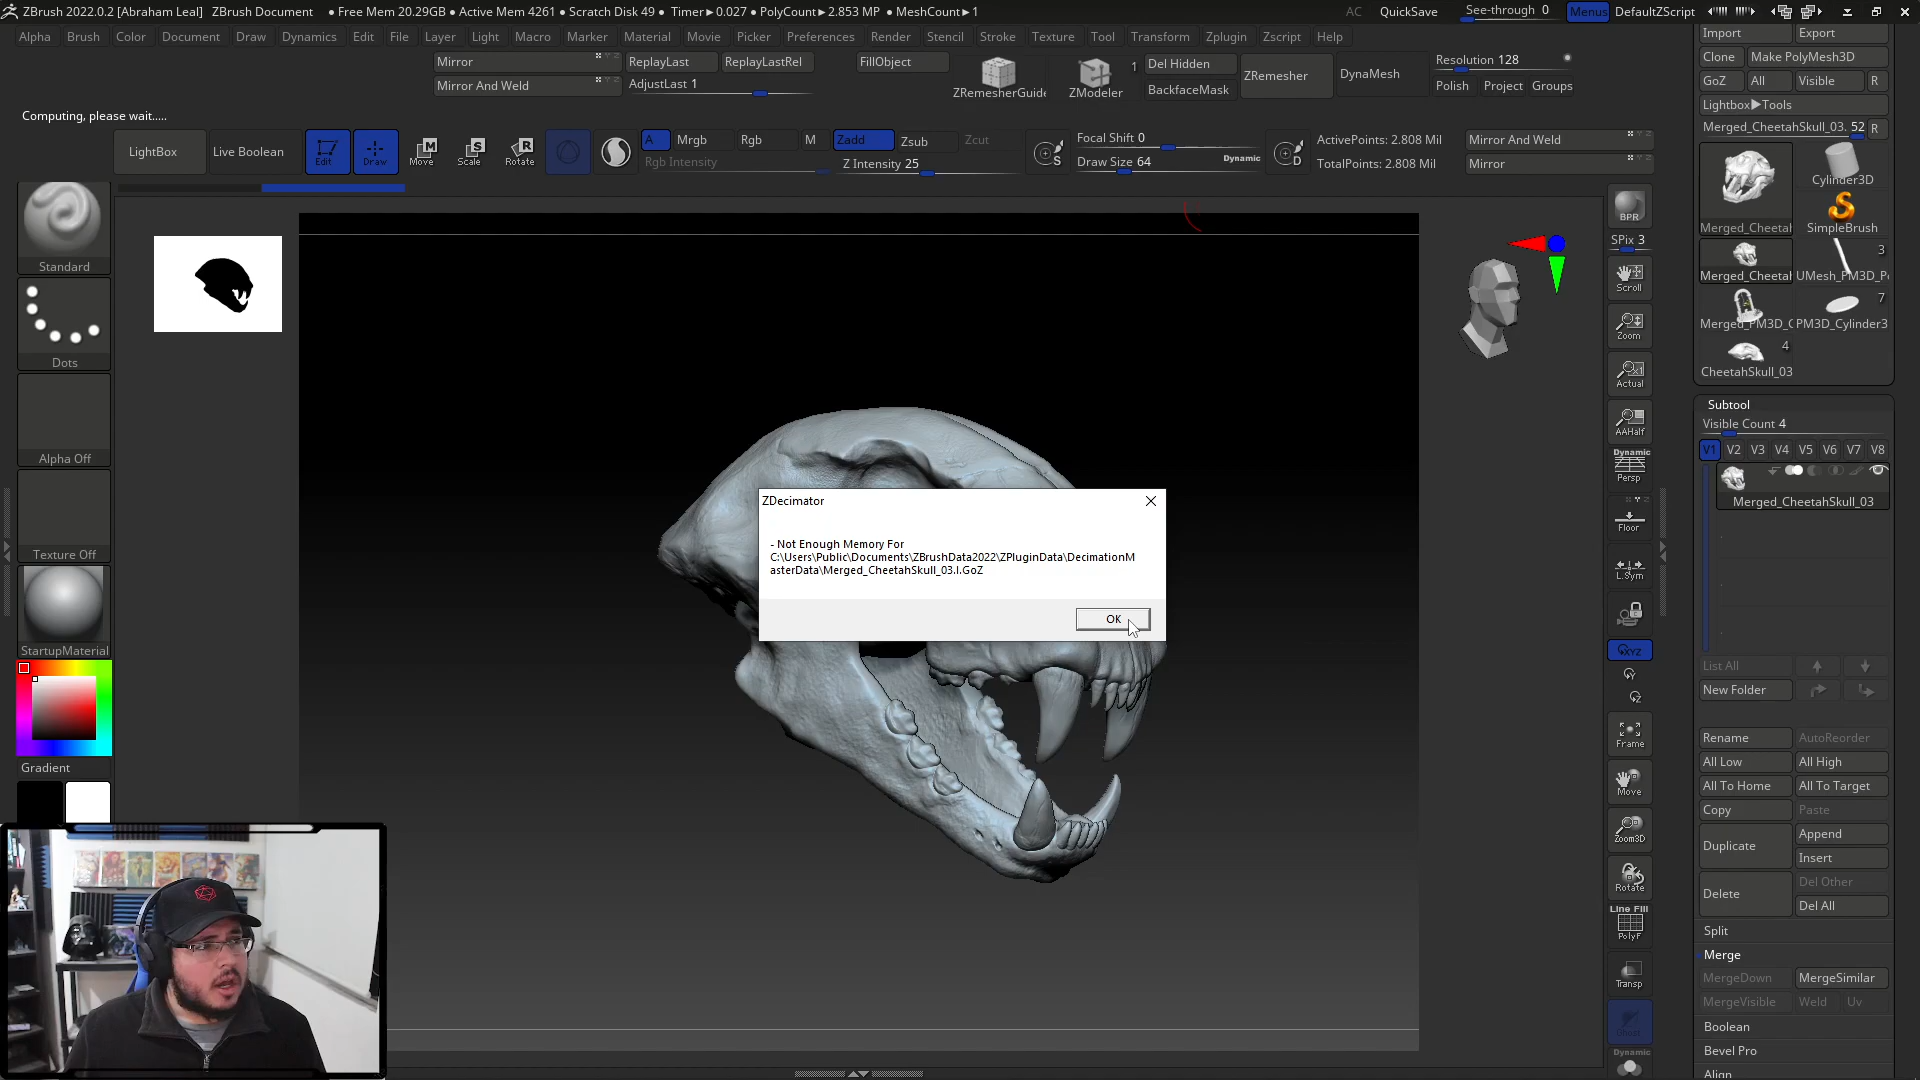 ZBrush 2022.0.2 [Abraham Leal] ZBrush Document • Free Mem 20.29GB • Active Mem 4261 • Scratch Disk 49 • Timer►0.027 • PolyCount►2.853 MP • MeshCount►1 AC QuickSave See-through 0 Menus DefaultZScript
Alpha Brush Color Document Draw Dynamics Edit File Layer Light Macro Marker Material Movie Picker Preferences Render Stencil Stroke Texture Tool Transform Zplugin Zscript Help
Import Export
Clone Make PolyMesh3D
GoZ All Visible R
Lightbox►Tools
Merged_CheetahSkull_03. 52 R
Mirror ReplayLast ReplayLastRel FillObject
Mirror And Weld AdjustLast 1
ZRemesherGuide 1 ZModeler
Del Hidden
BackfaceMask
ZRemesher DynaMesh
Resolution 128
Polish Project Groups
Computing, please wait.....
LightBox Live Boolean Edit Draw Move Scale Rotate
A Mrgb Rgb M Zadd Zsub Zcut
Rgb Intensity Z Intensity 25
S Focal Shift 0
Draw Size 64 Dynamic
D ActivePoints: 2.808 Mil
TotalPoints: 2.808 Mil
Mirror And Weld
Mirror
Standard
Dots
Alpha Off
Texture Off
StartupMaterial
Gradient
ZDecimator
- Not Enough Memory For
C:\Users\Public\Documents\ZBrushData2022\ZPluginData\DecimationM
asterData\Merged_CheetahSkull_03.I.GoZ
OK
BPR
SPix 3
Scroll
Zoom
Actual
AAHalf
Dynamic
Persp
Floor
L.Sym
XYZ
Y
Z
Frame
Move
Zoom3D
Rotate
Line Fill
PolyF
Transp
Ghost
Dynamic
Cylinder3D
Merged_Cheetah SimpleBrush
3
Merged_Cheetah UMesh_PM3D_P
7
Merged_PM3D_C PM3D_Cylinder3
4
CheetahSkull_03
Subtool
Visible Count 4
V1 V2 V3 V4 V5 V6 V7 V8
Merged_CheetahSkull_03
List All
New Folder
Rename AutoReorder
All Low All High
All To Home All To Target
Copy Paste
Duplicate Append
Insert
Delete Del Other
Del All
Split
Merge
MergeDown MergeSimilar
MergeVisible Weld Uv
Boolean
Bevel Pro
Align